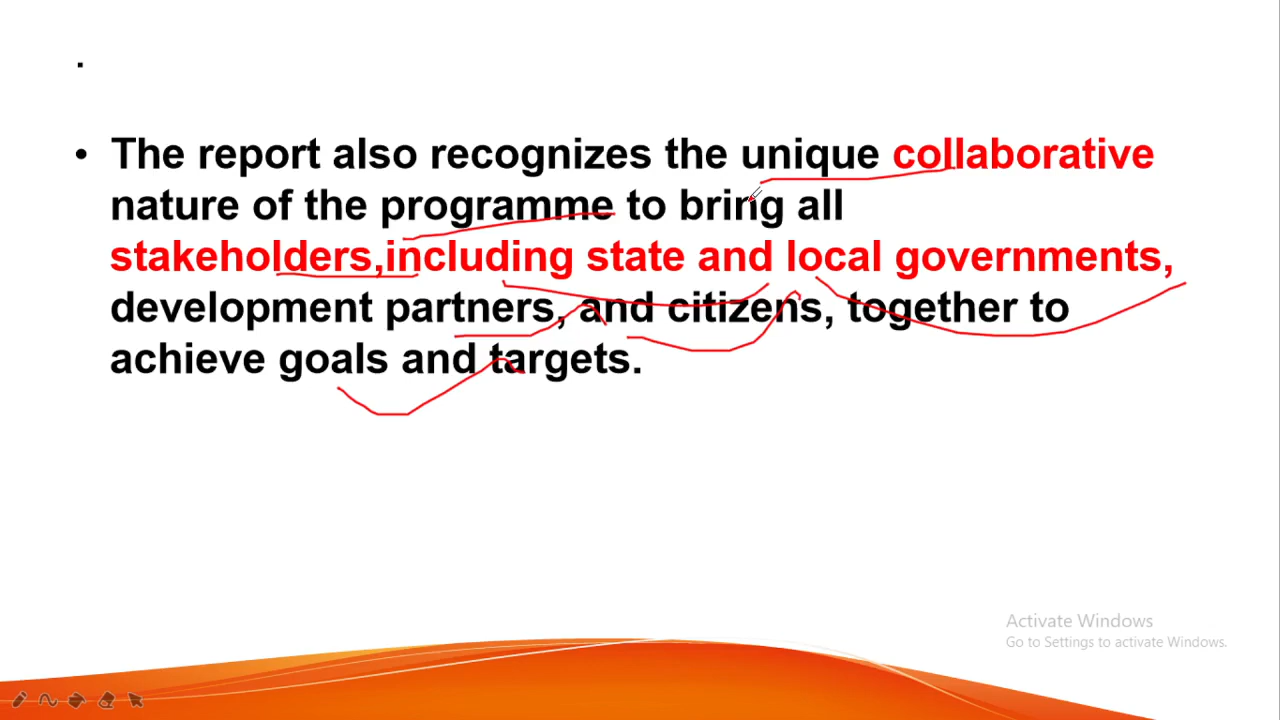 .
• The report also recognizes the unique collaborative
nature of the programme to bring all
stakeholders,including state and local governments,
development partners, and citizens, together to
achieve goals and targets.
Activate Windows
Go to Settings to activate Windows.